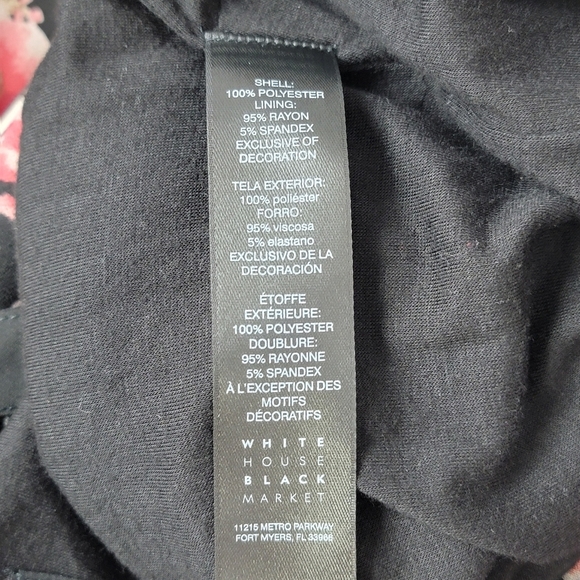 SHELL:
100% POLYESTER
LINING:
95% RAYON
5% SPANDEX
EXCLUSIVE OF
DECORATION
TELA EXTERIOR:
100% poliéster
FORRO:
95% viscosa
5% elastano
EXCLUSIVO DE LA
DECORACIÓN
ÉTOFFE
EXTÉRIEURE:
100% POLYESTER
DOUBLURE:
95% RAYONNE
5% SPANDEX
À L'EXCEPTION DES
MOTIFS
DÉCORATIFS
WHITE
HOUSE
BLACK
MARKET
11215 METRO PARKWAY
FORT MYERS, FL 33966